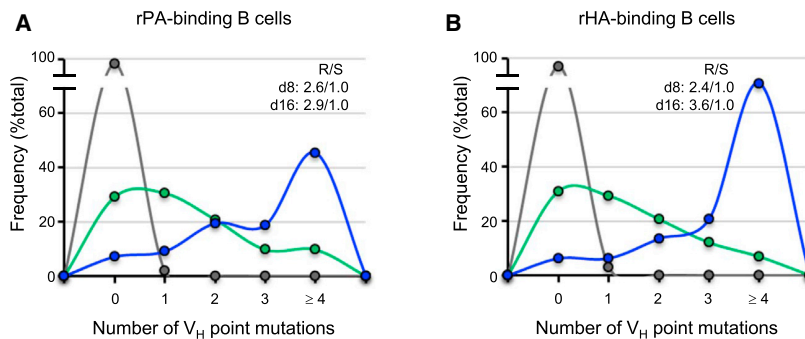 A
rPA-binding B cells
R/S
d8: 2.6/1.0
d16: 2.9/1.0
Frequency (%total)
100
60
40
20
0
0 1 2 3 ≥ 4
Number of VH point mutations
B
rHA-binding B cells
R/S
d8: 2.4/1.0
d16: 3.6/1.0
Frequency (%total)
100
60
40
20
0
0 1 2 3 ≥ 4
Number of VH point mutations